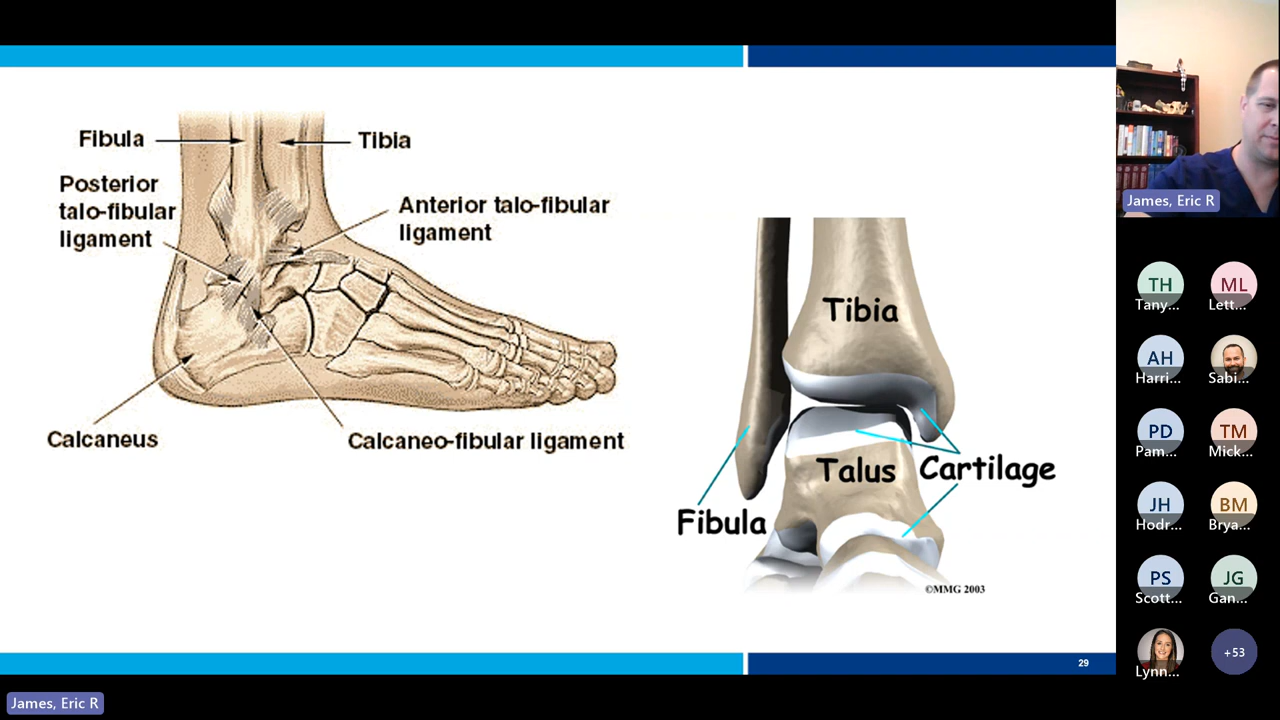 Fibula
Tibia
Posterior
talo-fibular
ligament
Anterior talo-fibular
ligament
Calcaneus
Calcaneo-fibular ligament
Tibia
Talus
Cartilage
Fibula
©MMG 2003
29
James, Eric R
James, Eric R
TH
ML
Tany...
Lett...
AH
Harri...
Sabi...
PD
TM
Pam...
Mick...
JH
BM
Hodr...
Brya...
PS
JG
Scott...
Gan...
Lynn...
+53